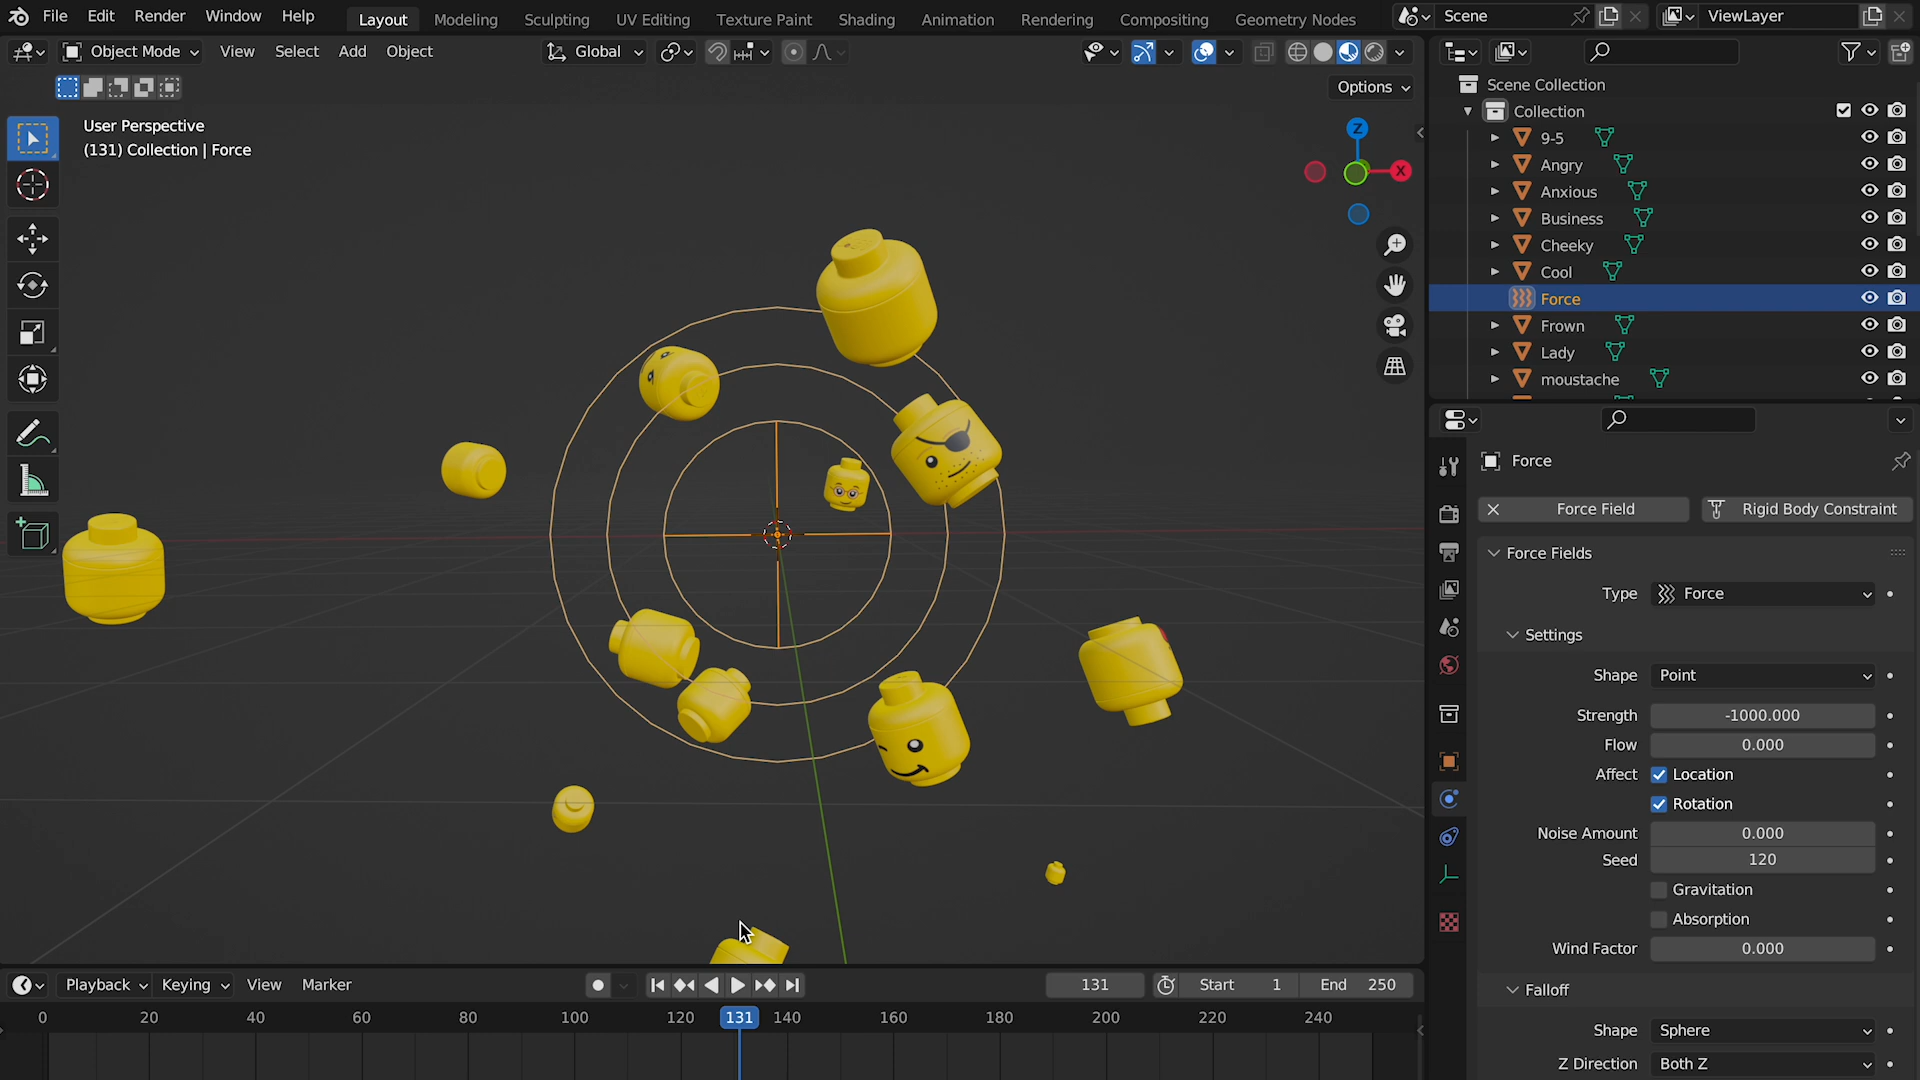 File Edit Render Window Help Layout Modeling Sculpting UV Editing Texture Paint Shading Animation Rendering Compositing Geometry Nodes Scene ViewLayer
Object Mode View Select Add Object Global
Options
User Perspective
(131) Collection | Force
Z
X
Scene Collection
Collection
9-5
Angry
Anxious
Business
Cheeky
Cool
Force
Frown
Lady
moustache
Force
Force Field Rigid Body Constraint
Force Fields
Type Force
Settings
Shape Point
Strength -1000.000
Flow 0.000
Affect Location
Rotation
Noise Amount 0.000
Seed 120
Gravitation
Absorption
Wind Factor 0.000
Falloff
Shape Sphere
Z Direction Both Z
Playback Keying View Marker 131 Start 1 End 250
0 20 40 60 80 100 120 131 140 160 180 200 220 240